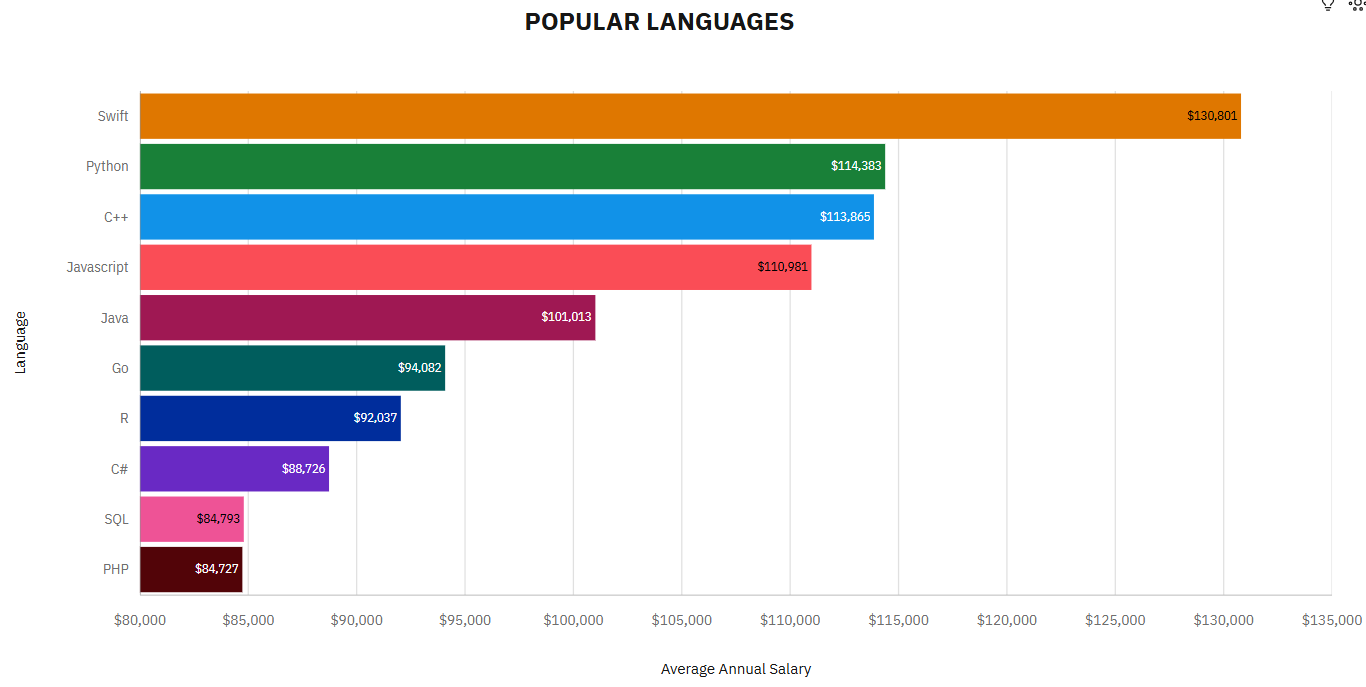 POPULAR LANGUAGES
Swift
$130,801
Python
$114,383
C++
$113,865
Javascript
$110,981
Java
$101,013
Go
$94,082
R
$92,037
C#
$88,726
SQL
$84,793
PHP
$84,727
Language
$80,000 $85,000 $90,000 $95,000 $100,000 $105,000 $110,000 $115,000 $120,000 $125,000 $130,000 $135,000
Average Annual Salary